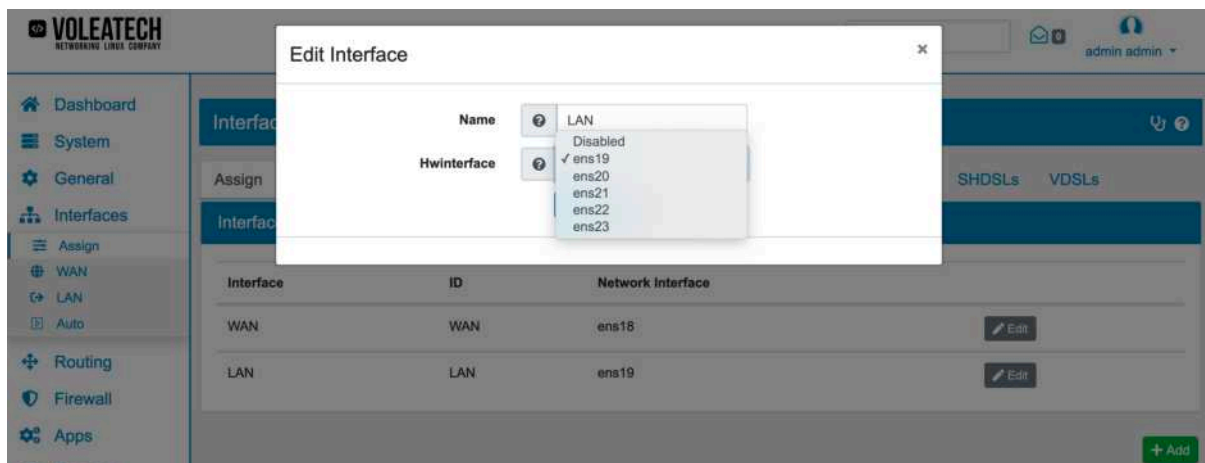 VOLEATECH
NETWORKING LINUX COMPANY
0
admin admin
Edit Interface
×
Name
LAN
Hwinterface
Disabled
✓ ens19
ens20
ens21
ens22
ens23
Dashboard
System
General
Interfaces
Assign
WAN
LAN
Auto
Routing
Firewall
Apps
Interfac
Assign
SHDSLs
VDSLs
Interfac
Interface ID Network Interface
WAN WAN ens18 Edit
LAN LAN ens19 Edit
+ Add